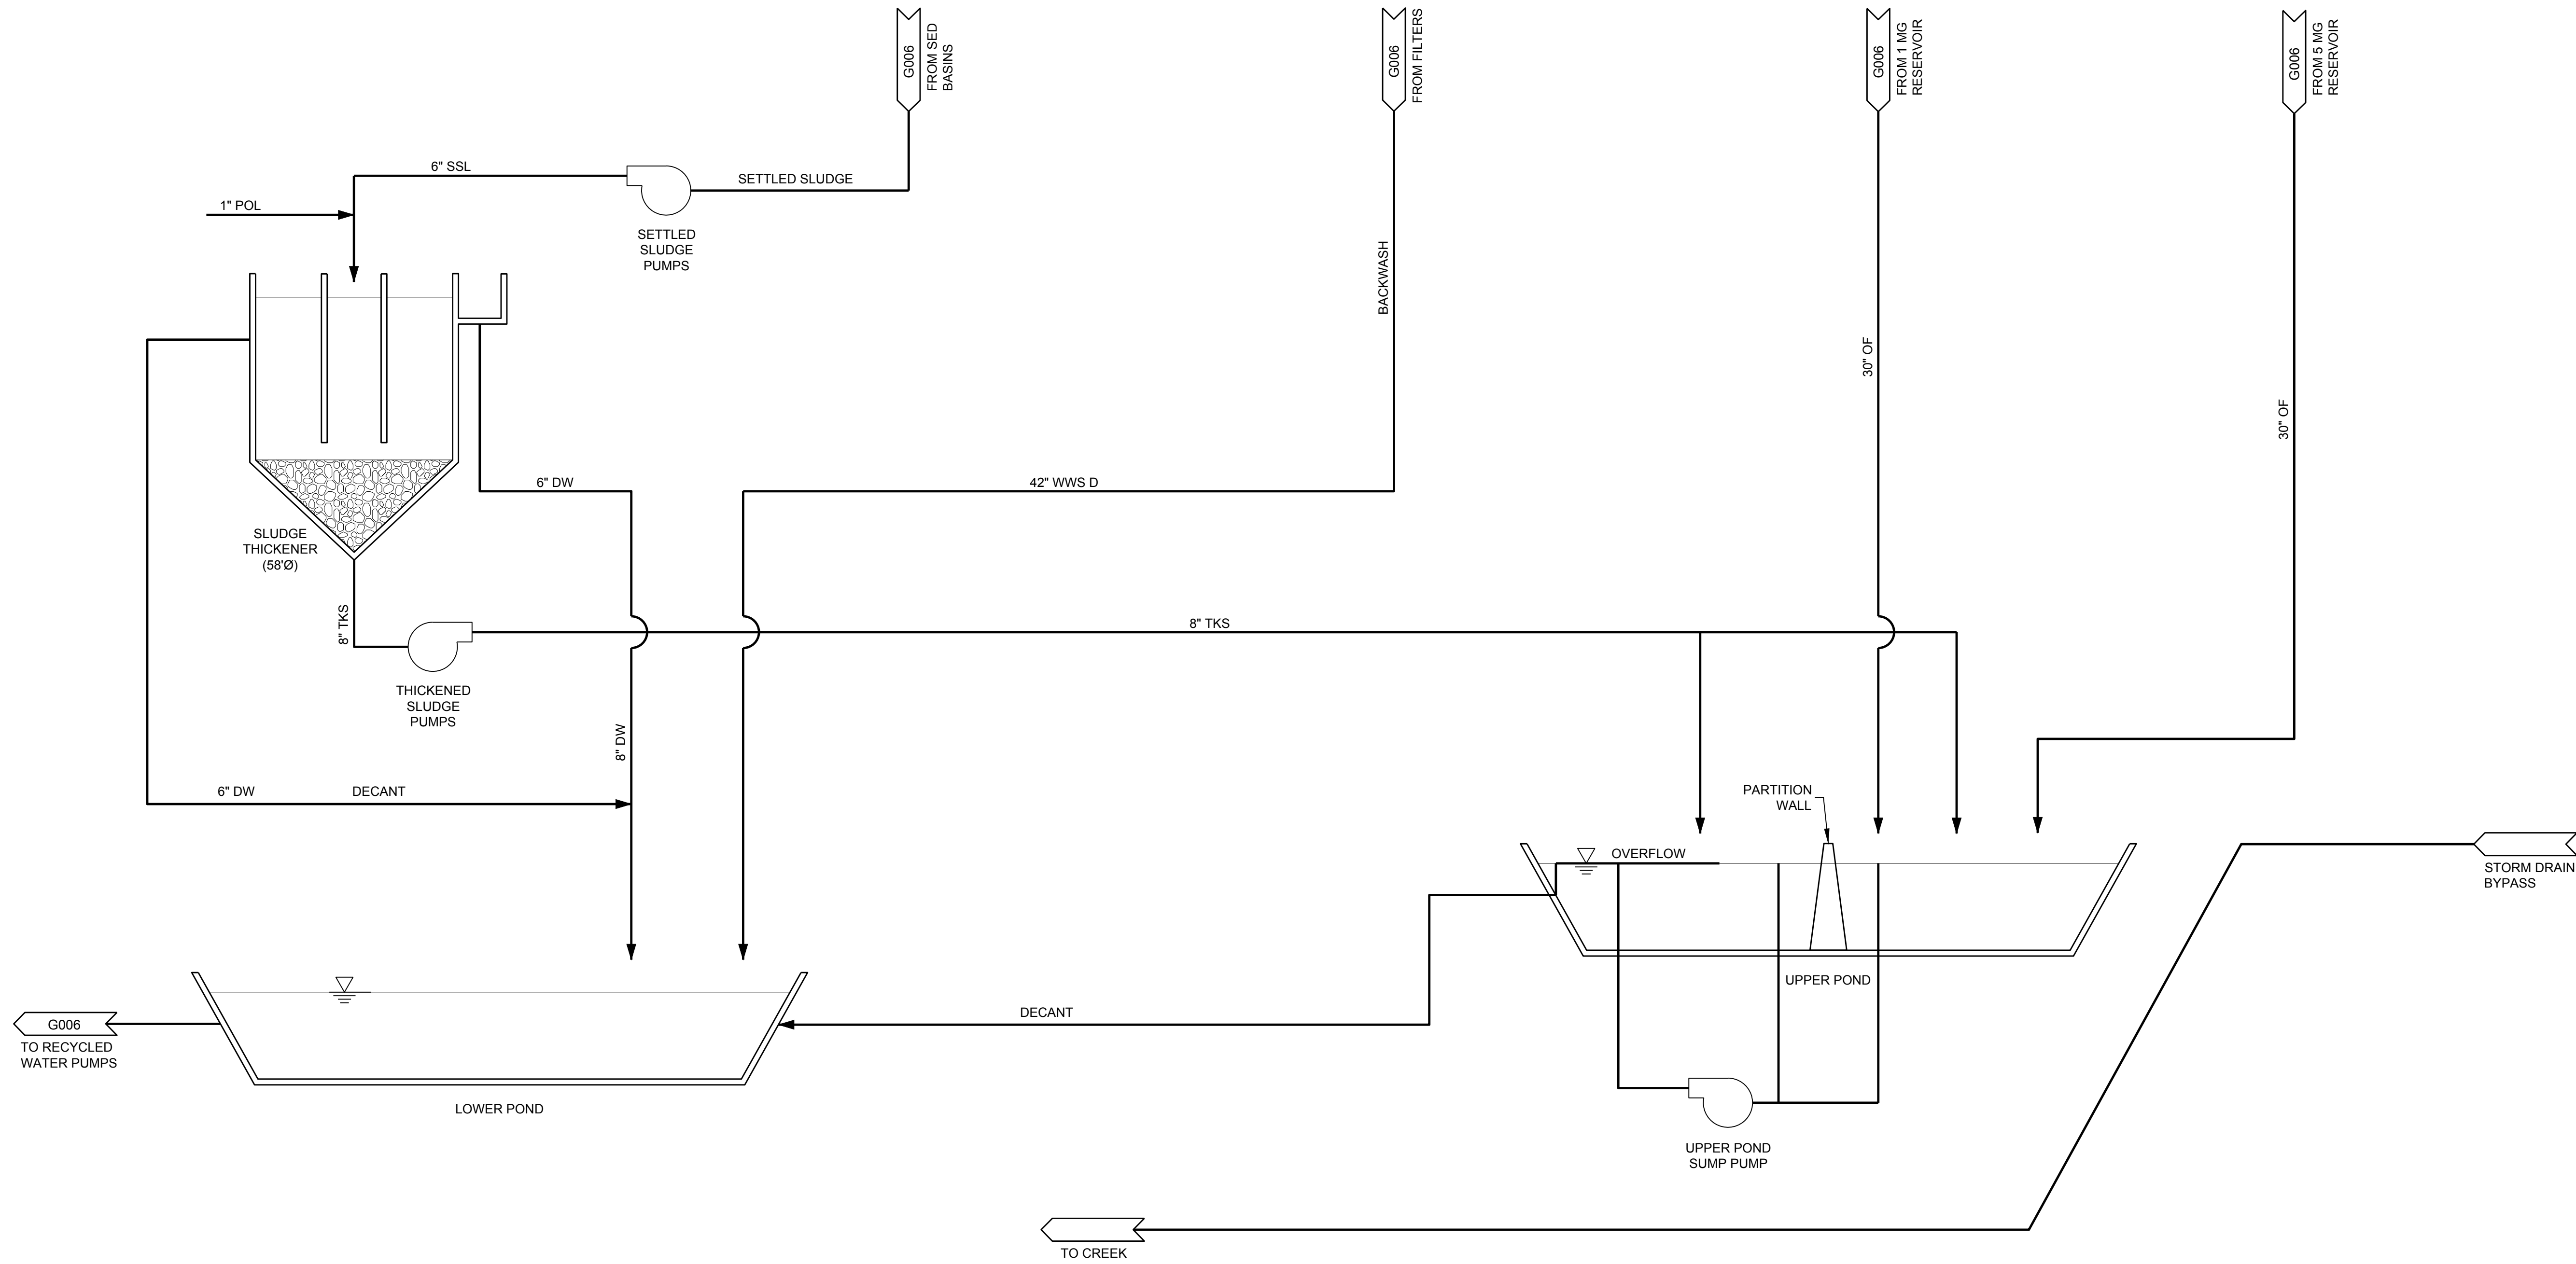 G006
FROM SED
BASINS
G006
FROM FILTERS
G006
FROM 1 MG
RESERVOIR
G006
FROM 5 MG
RESERVOIR
6" SSL
SETTLED SLUDGE
1" POL
SETTLED
SLUDGE
PUMPS
BACKWASH
30" OF
30" OF
6" DW
42" WWS D
SLUDGE
THICKENER
(58'Ø)
8" TKS
8" TKS
THICKENED
SLUDGE
PUMPS
8" DW
6" DW
DECANT
PARTITION
WALL
OVERFLOW
STORM DRAIN
BYPASS
UPPER POND
DECANT
G006
TO RECYCLED
WATER PUMPS
LOWER POND
UPPER POND
SUMP PUMP
TO CREEK